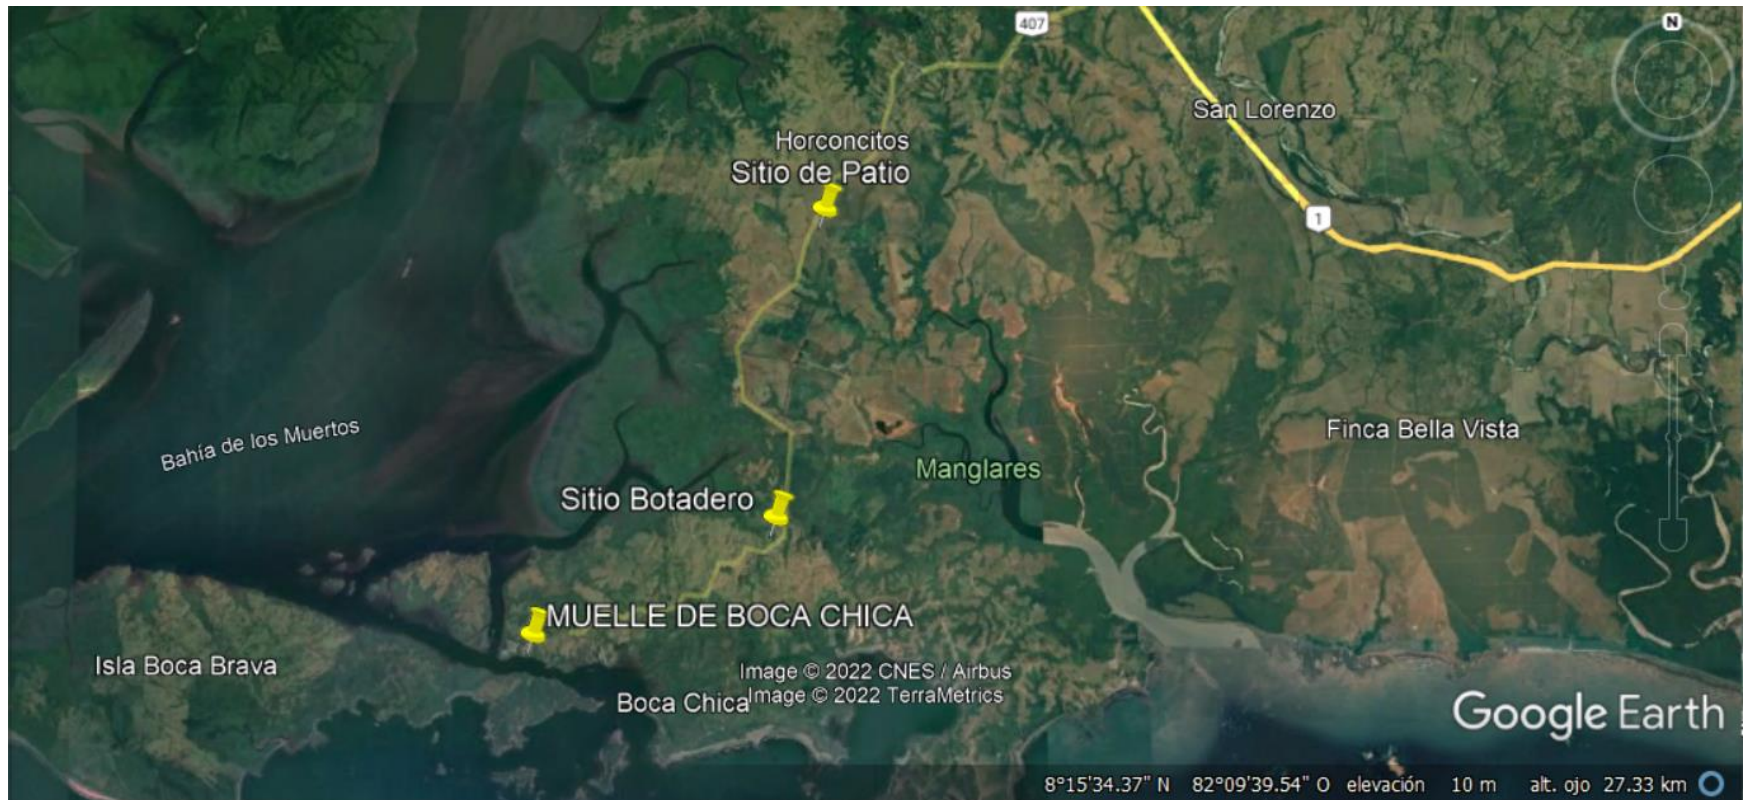 407
N
San Lorenzo
Horconcitos
Sitio de Patio
1
Bahía de los Muertos
Finca Bella Vista
Manglares
Sitio Botadero
MUELLE DE BOCA CHICA
Isla Boca Brava
Image © 2022 CNES / Airbus
Image © 2022 TerraMetrics
Boca Chica
Google Earth
8°15'34.37" N 82°09'39.54" O elevación 10 m alt. ojo 27.33 km